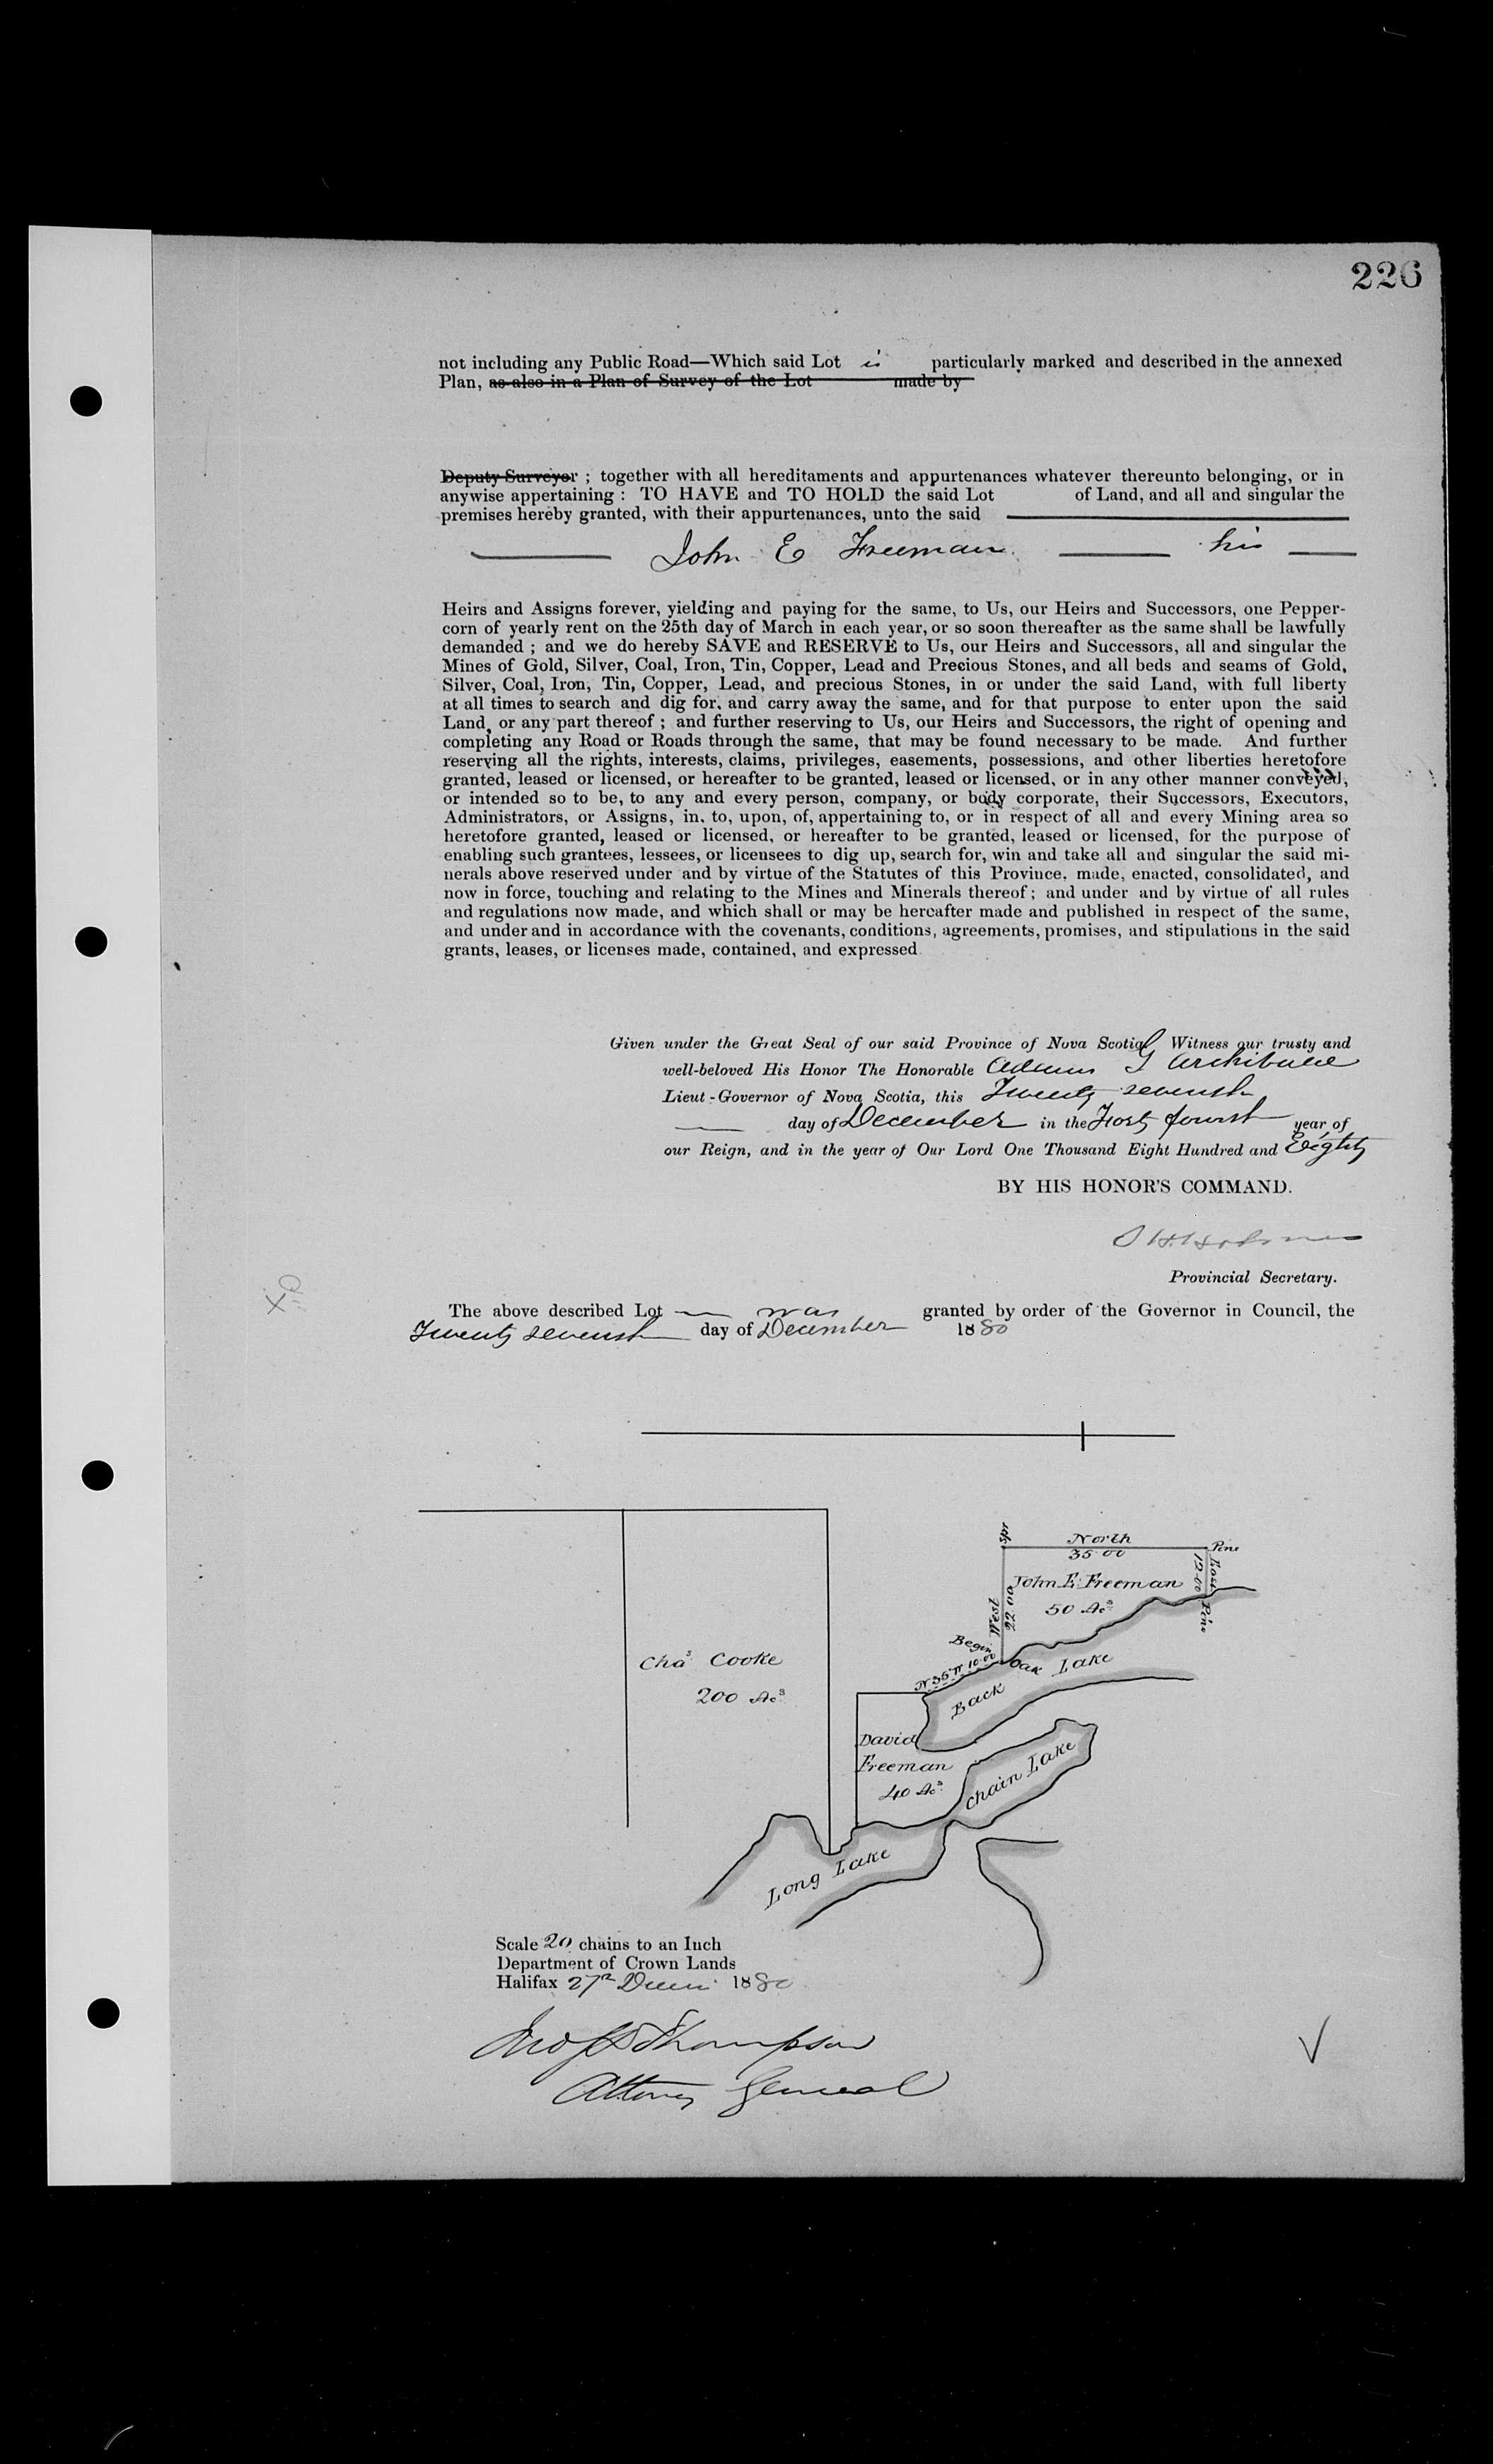 226
not including any Public Road—Which said Lot is particularly marked and described in the annexed
Plan, as also in a Plan of Survey of the Lot made by
Deputy Surveyor ; together with all hereditaments and appurtenances whatever thereunto belonging, or in
anywise appertaining : TO HAVE and TO HOLD the said Lot of Land, and all and singular the
premises hereby granted, with their appurtenances, unto the said
John E Freeman his
Heirs and Assigns forever, yielding and paying for the same, to Us, our Heirs and Successors, one Pepper-
corn of yearly rent on the 25th day of March in each year, or so soon thereafter as the same shall be lawfully
demanded ; and we do hereby SAVE and RESERVE to Us, our Heirs and Successors, all and singular the
Mines of Gold, Silver, Coal, Iron, Tin, Copper, Lead and Precious Stones, and all beds and seams of Gold,
Silver, Coal, Iron, Tin, Copper, Lead, and precious Stones, in or under the said Land, with full liberty
at all times to search and dig for, and carry away the same, and for that purpose to enter upon the said
Land, or any part thereof ; and further reserving to Us, our Heirs and Successors, the right of opening and
completing any Road or Roads through the same, that may be found necessary to be made. And further
reserving all the rights, interests, claims, privileges, easements, possessions, and other liberties heretofore
granted, leased or licensed, or hereafter to be granted, leased or licensed, or in any other manner conveyed,
or intended so to be, to any and every person, company, or body corporate, their Successors, Executors,
Administrators, or Assigns, in, to, upon, of, appertaining to, or in respect of all and every Mining area so
heretofore granted, leased or licensed, or hereafter to be granted, leased or licensed, for the purpose of
enabling such grantees, lessees, or licensees to dig up, search for, win and take all and singular the said mi-
nerals above reserved under and by virtue of the Statutes of this Province, made, enacted, consolidated, and
now in force, touching and relating to the Mines and Minerals thereof ; and under and by virtue of all rules
and regulations now made, and which shall or may be hereafter made and published in respect of the same,
and under and in accordance with the covenants, conditions, agreements, promises, and stipulations in the said
grants, leases, or licenses made, contained, and expressed
Given under the Great Seal of our said Province of Nova Scotia Witness our trusty and
well-beloved His Honor The Honorable Adams G Archibald
Lieut-Governor of Nova Scotia, this Twenty seventh
day of December in the Forty fourth year of
our Reign, and in the year of Our Lord One Thousand Eight Hundred and Eighty
BY HIS HONOR'S COMMAND.
Provincial Secretary.
The above described Lot was granted by order of the Governor in Council, the
Twenty seventh day of December 1880
Spr
North
35.00
Pine
East
12.00
Pine
John E. Freeman
50 Acs
West
22.00
Begin
N 35 W 10.00
Oak
Back Lake
Chas Cooke
200 Acs
David
Freeman
40 Acs
Chain Lake
Long Lake
Scale 20 chains to an Inch
Department of Crown Lands
Halifax 27th Decem 1880
Jno S D Thompson
Attorney General